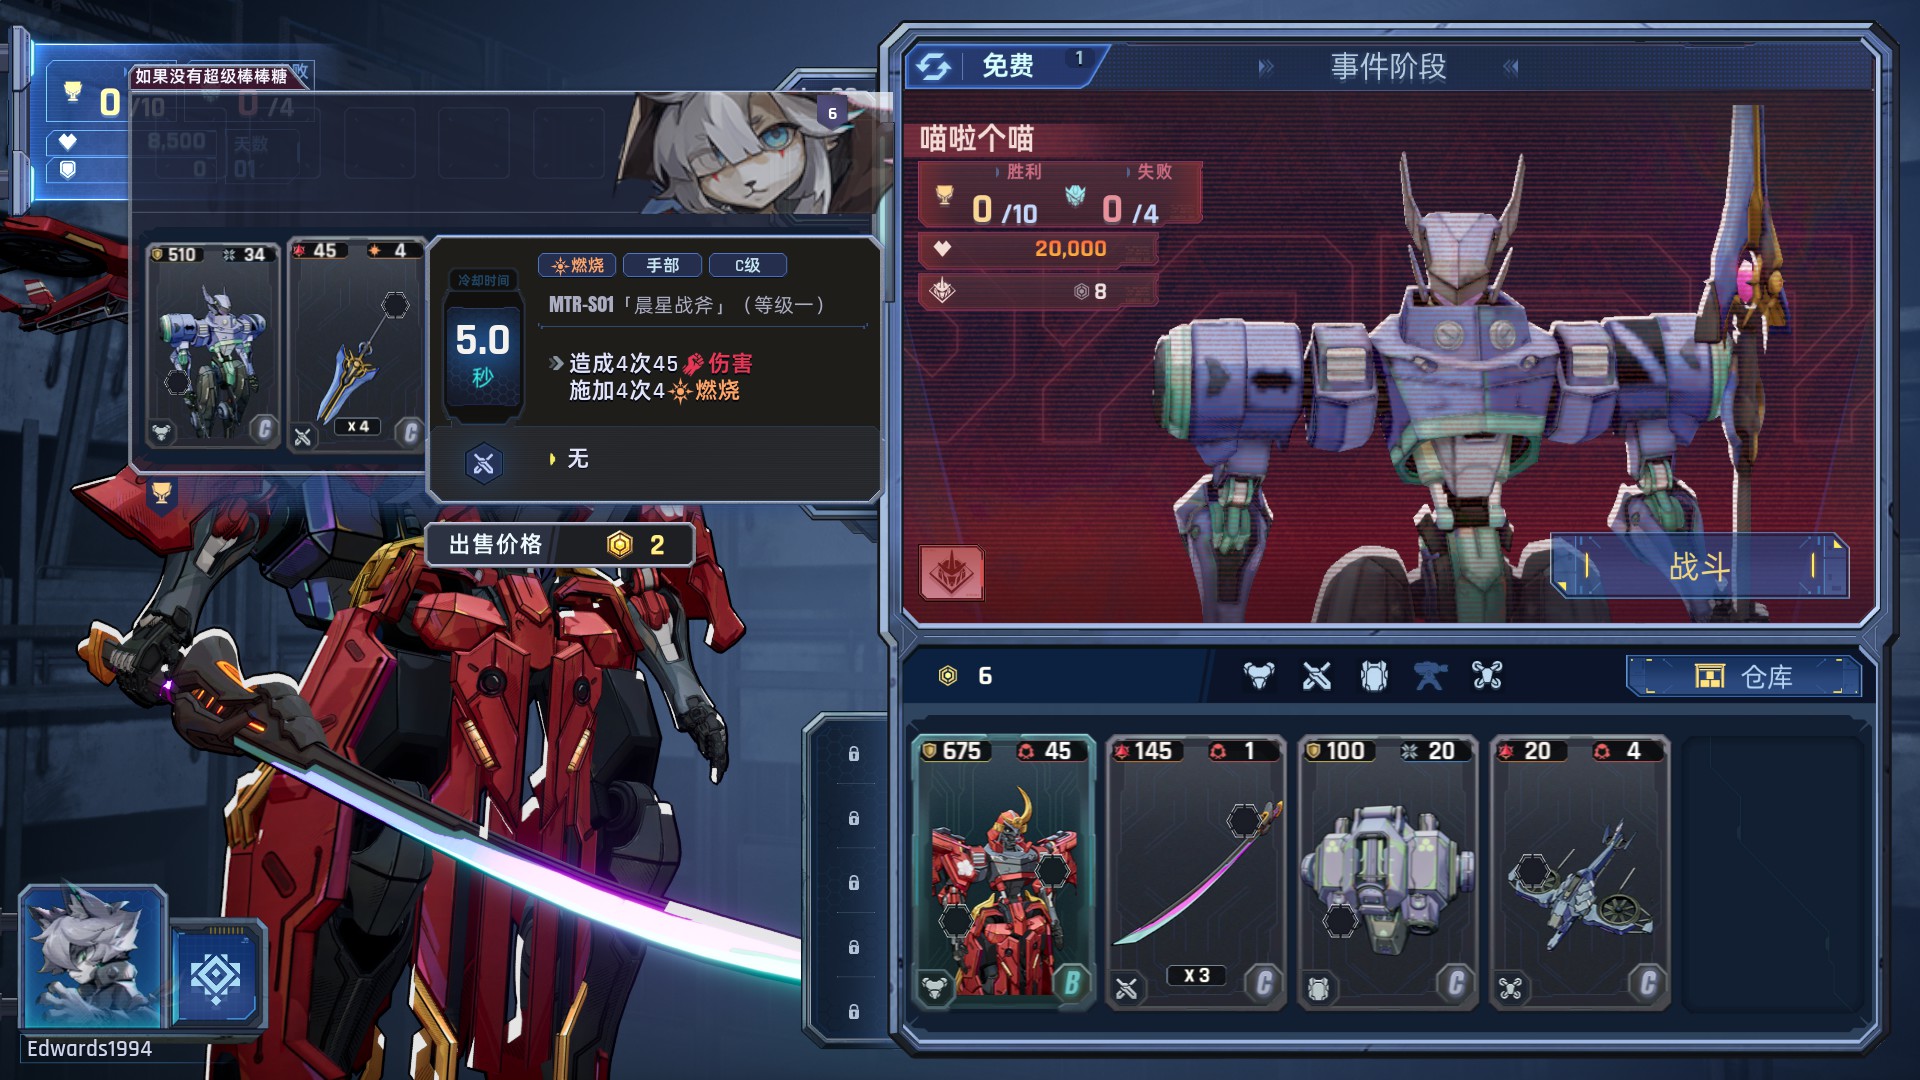 如果没有超级棒棒糖
败
0/10
0/4
8,500
天数
0
01
6
510
34
45
4
C
x4
C
燃烧
手部
C级
冷却时间
5.0
秒
MTR-S01「晨星战斧」（等级一）
造成4次45伤害
施加4次4燃烧
无
出售价格
2
免费
1
事件阶段
喵啦个喵
胜利
失败
0/10
0/4
20,000
8
战斗
6
仓库
675
45
B
145
1
x3
C
100
20
C
20
4
C
Edwards1994